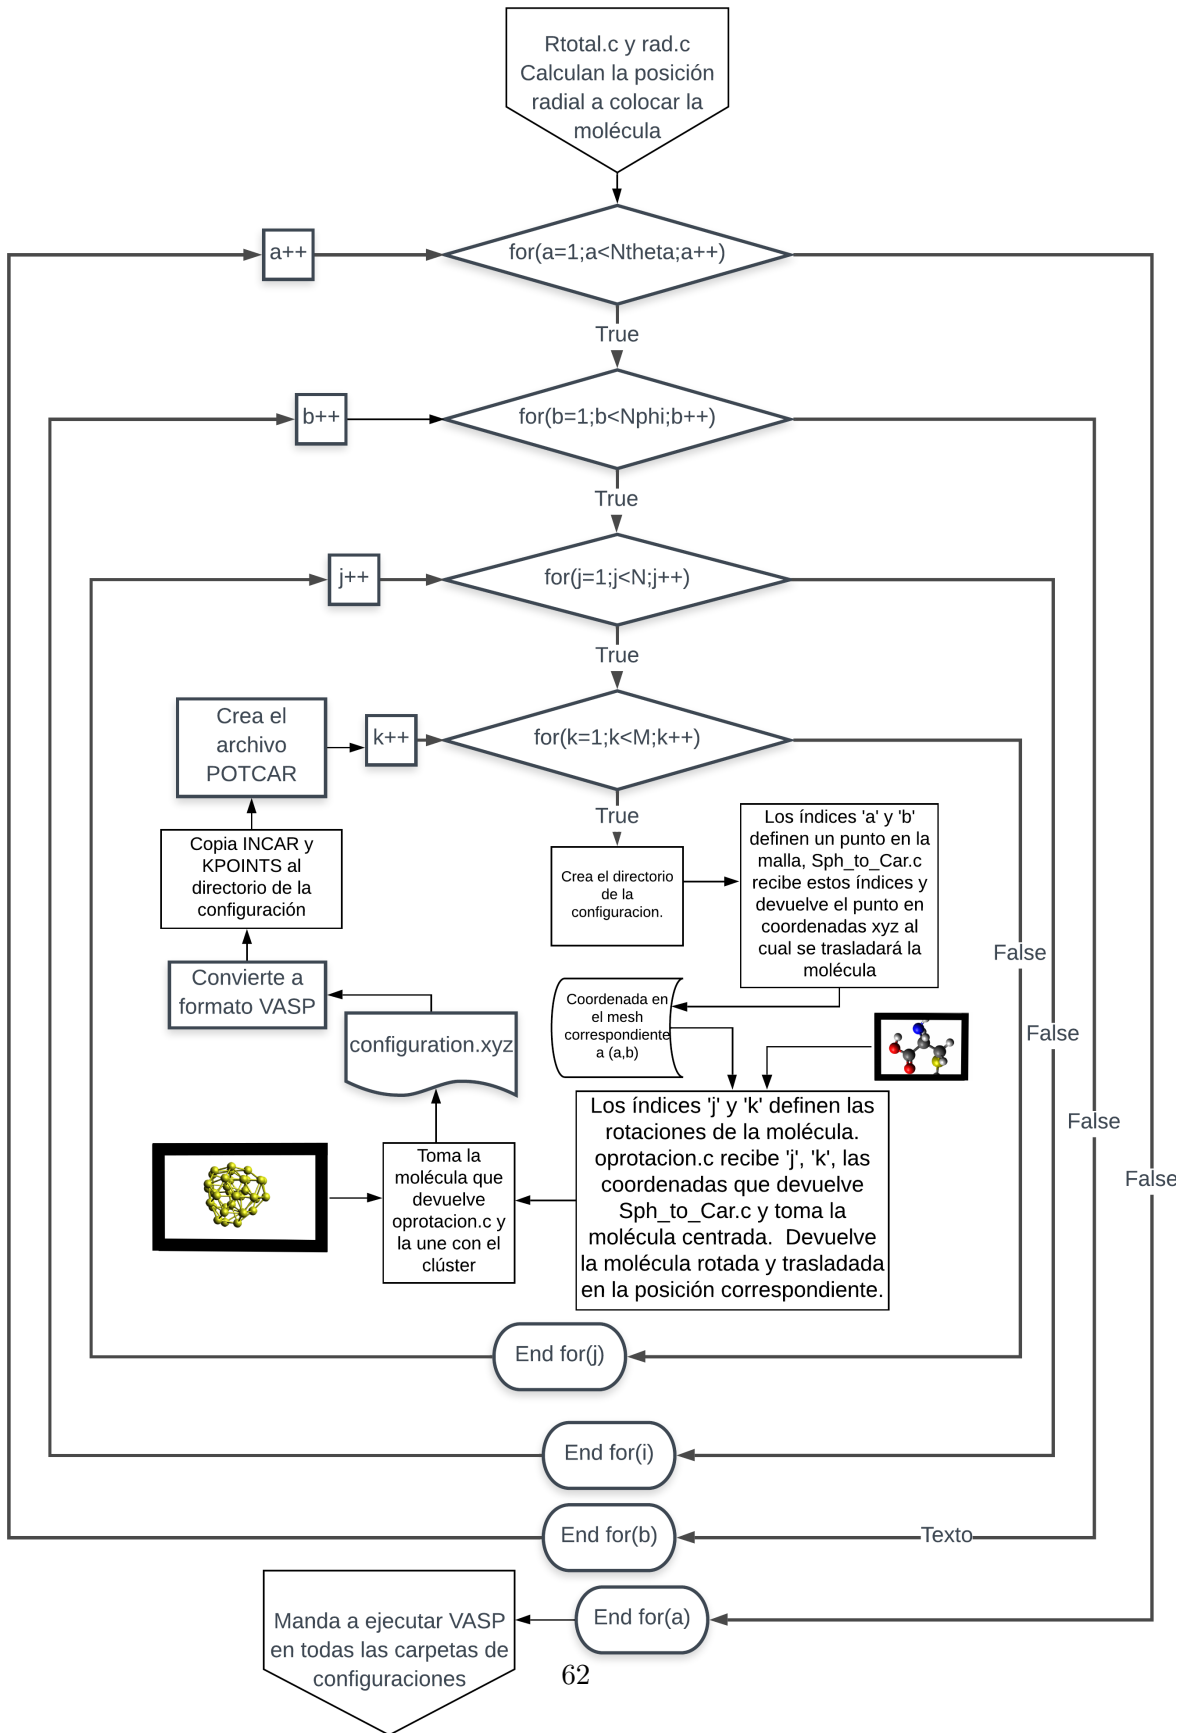 Rtotal.c y rad.c
Calculan la posición
radial a colocar la
molécula
a++
for(a=1;a<Ntheta;a++)
True
b++
for(b=1;b<Nphi;b++)
True
j++
for(j=1;j<N;j++)
True
Crea el
archivo
POTCAR
k++
for(k=1;k<M;k++)
True
Copia INCAR y
KPOINTS al
directorio de la
configuración
Crea el directorio
de la
configuracion.
Los índices 'a' y 'b'
definen un punto en la
malla, Sph_to_Car.c
recibe estos índices y
devuelve el punto en
coordenadas xyz al
cual se trasladará la
molécula
False
Convierte a
formato VASP
Coordenada en
el mesh
correspondiente
a (a,b)
False
configuration.xyz
False
Los índices 'j' y 'k' definen las
rotaciones de la molécula.
oprotacion.c recibe 'j', 'k', las
coordenadas que devuelve
Sph_to_Car.c y toma la
molécula centrada.  Devuelve
la molécula rotada y trasladada
en la posición correspondiente.
False
Toma la
molécula que
devuelve
oprotacion.c y
la une con el
clúster
End for(j)
End for(i)
End for(b)
Texto
End for(a)
Manda a ejecutar VASP
en todas las carpetas de
configuraciones
62